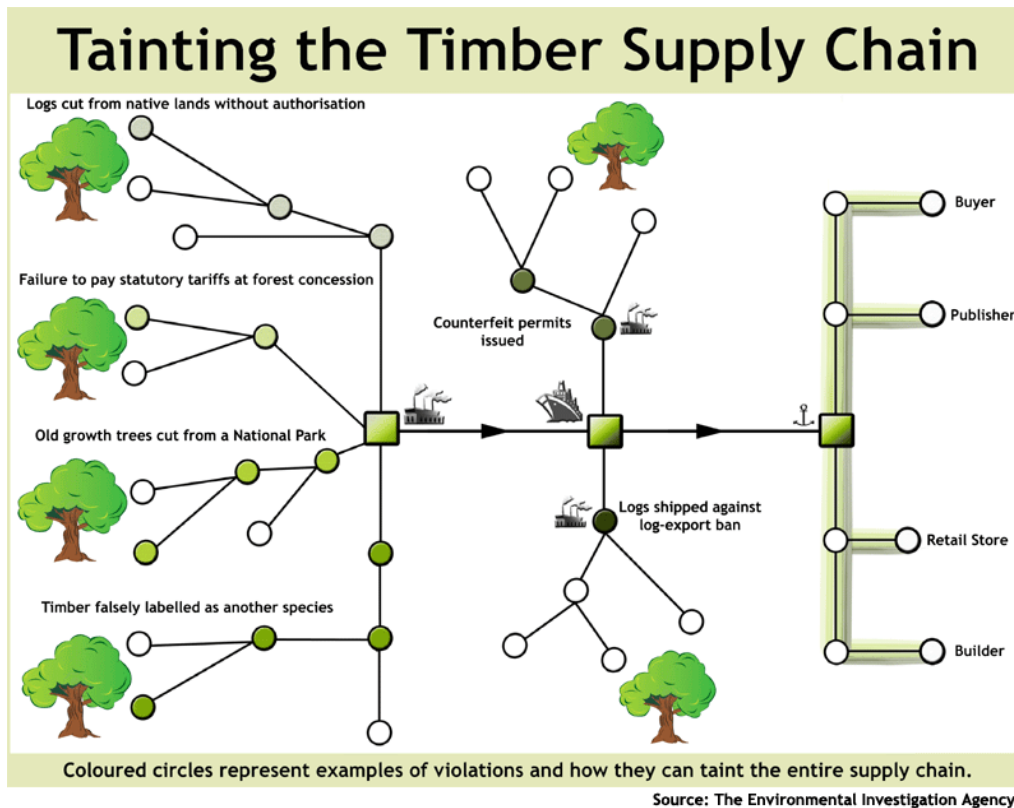 Tainting the Timber Supply Chain
Logs cut from native lands without authorisation
Failure to pay statutory tariffs at forest concession
Old growth trees cut from a National Park
Timber falsely labelled as another species
Counterfeit permits
issued
Logs shipped against
log-export ban
Buyer
Publisher
Retail Store
Builder
Coloured circles represent examples of violations and how they can taint the entire supply chain.
Source: The Environmental Investigation Agency